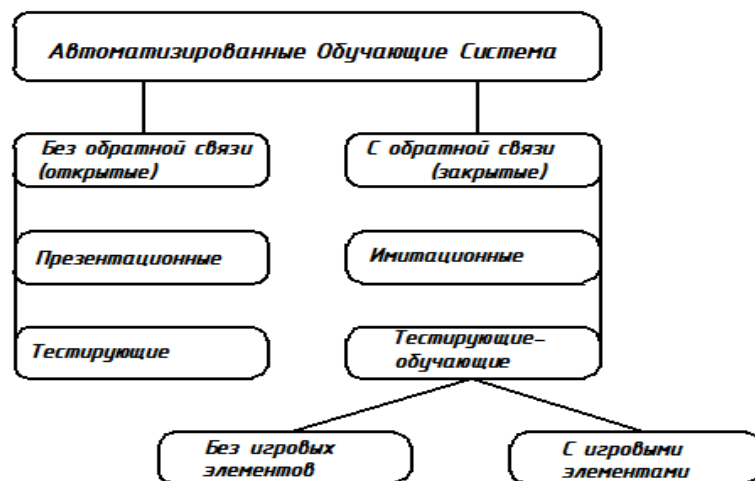 Автоматизированные Обучающие Система
Без обратной связи
(открытые)
С обратной связи
(закрытые)
Презентационные
Имитационные
Тестирующие
Тестирующие-
обучающие
Без игровых
элементов
С игровыми
элементами